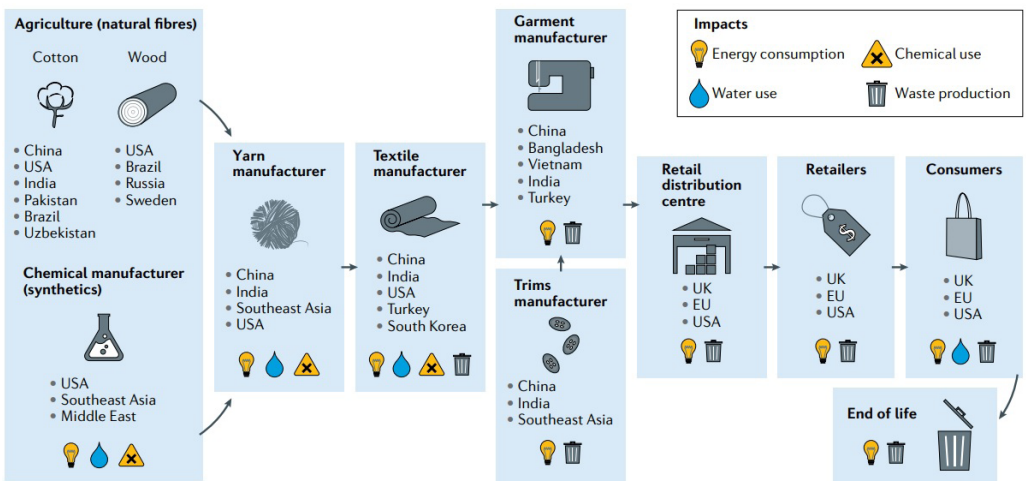 Agriculture (natural fibres)
Cotton
Wood
• China
• USA
• India
• Pakistan
• Brazil
• Uzbekistan
• USA
• Brazil
• Russia
• Sweden
Chemical manufacturer
(synthetics)
• USA
• Southeast Asia
• Middle East
Yarn
manufacturer
• China
• India
• Southeast Asia
• USA
Textile
manufacturer
• China
• India
• USA
• Turkey
• South Korea
Garment
manufacturer
• China
• Bangladesh
• Vietnam
• India
• Turkey
Trims
manufacturer
• China
• India
• Southeast Asia
Impacts
Energy consumption
Chemical use
Water use
Waste production
Retail
distribution
centre
• UK
• EU
• USA
Retailers
$
• UK
• EU
• USA
Consumers
• UK
• EU
• USA
End of life